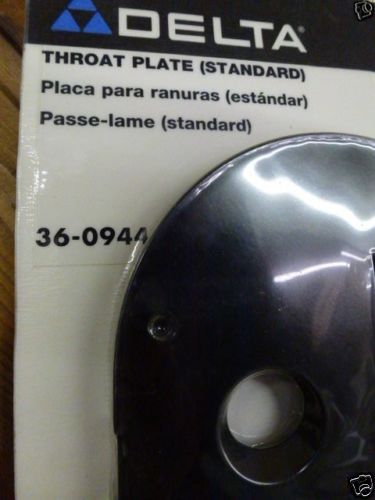 DELTA®
THROAT PLATE (STANDARD)
Placa para ranuras (estándar)
Passe-lame (standard)
36-0944